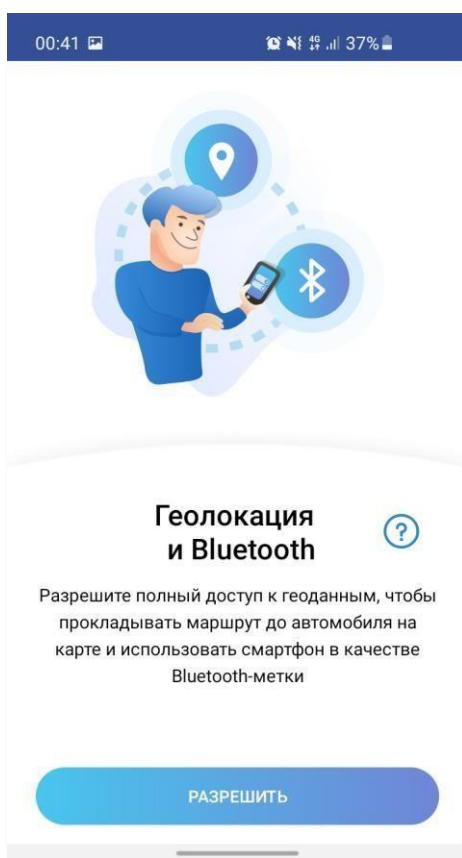 00:41 4G 37%
Геолокация
и Bluetooth
?
Разрешите полный доступ к геоданным, чтобы
прокладывать маршрут до автомобиля на
карте и использовать смартфон в качестве
Bluetooth-метки
РАЗРЕШИТЬ